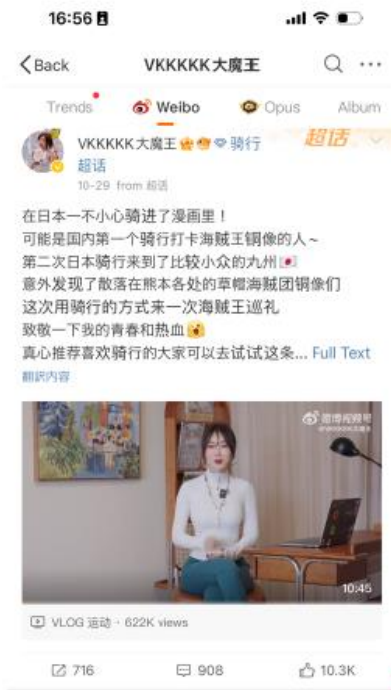 16:56
Back
VKKKKK大魔王
Trends
Weibo
Opus
Album
VKKKKK大魔王
骑行
超话
超话
10-29 from 超话
在日本一不小心骑进了漫画里！
可能是国内第一个骑行打卡海贼王铜像的人～
第二次日本骑行来到了比较小众的九州🇯🇵
意外发现了散落在熊本各处的草帽海贼团铜像们
这次用骑行的方式来一次海贼王巡礼
致敬一下我的青春和热血
真心推荐喜欢骑行的大家可以去试试这条... Full Text
翻訳内容
微博视频号
10:45
VLOG 运动 · 622K views
716
908
10.3K